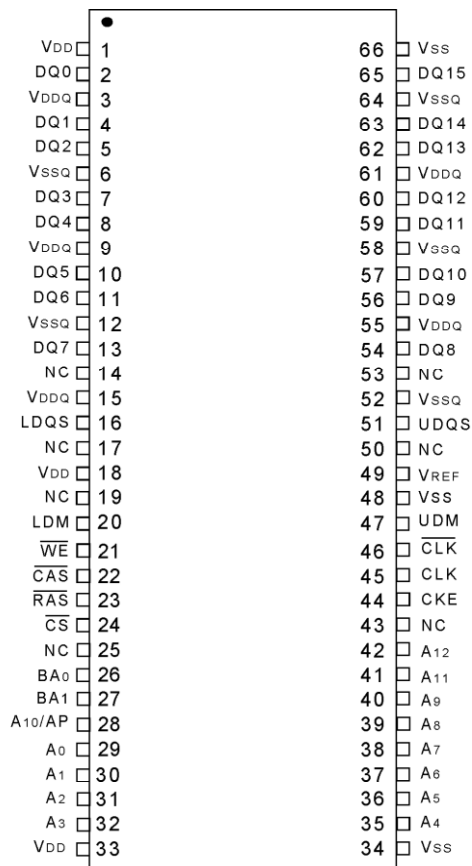 VDD 1 66 VSS
DQ0 2 65 DQ15
VDDQ 3 64 VSSQ
DQ1 4 63 DQ14
DQ2 5 62 DQ13
VSSQ 6 61 VDDQ
DQ3 7 60 DQ12
DQ4 8 59 DQ11
VDDQ 9 58 VSSQ
DQ5 10 57 DQ10
DQ6 11 56 DQ9
VSSQ 12 55 VDDQ
DQ7 13 54 DQ8
NC 14 53 NC
VDDQ 15 52 VSSQ
LDQS 16 51 UDQS
NC 17 50 NC
VDD 18 49 VREF
NC 19 48 VSS
LDM 20 47 UDM
W̅E̅ 21 46 C̅L̅K̅
C̅A̅S̅ 22 45 CLK
R̅A̅S̅ 23 44 CKE
C̅S̅ 24 43 NC
NC 25 42 A12
BA0 26 41 A11
BA1 27 40 A9
A10/AP 28 39 A8
A0 29 38 A7
A1 30 37 A6
A2 31 36 A5
A3 32 35 A4
VDD 33 34 VSS